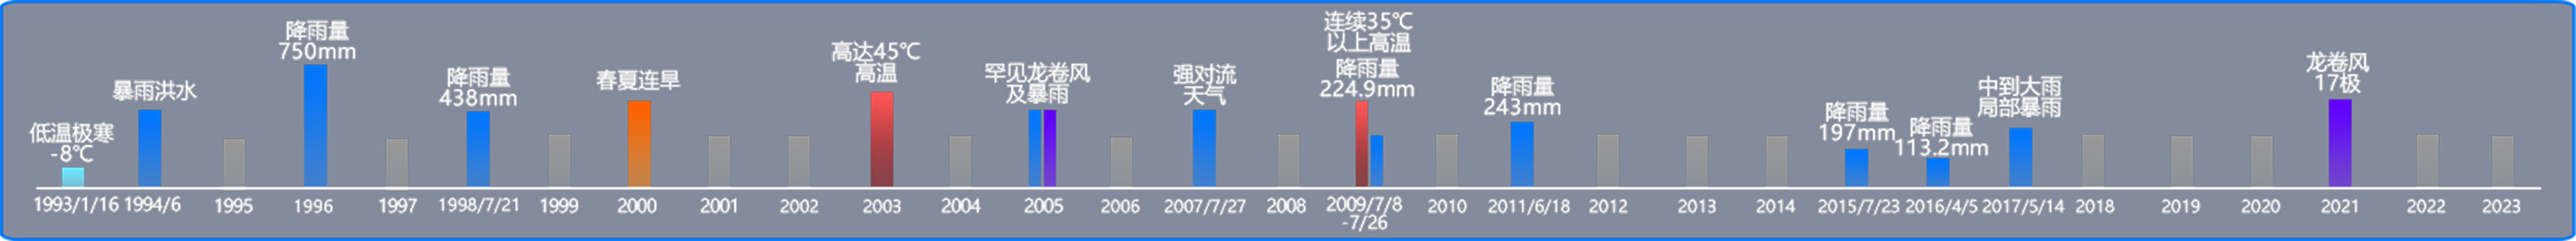 低温极寒
-8℃
1993/1/16
暴雨洪水
1994/6
1995
降雨量
750mm
1996
1997
降雨量
438mm
1998/7/21
1999
春夏连旱
2000
2001
2002
高达45℃
高温
2003
2004
罕见龙卷风
及暴雨
2005
2006
强对流
天气
2007/7/27
2008
连续35℃
以上高温
降雨量
224.9mm
2009/7/8
-7/26
2010
降雨量
243mm
2011/6/18
2012
2013
2014
降雨量
197mm
2015/7/23
降雨量
113.2mm
2016/4/5
中到大雨
局部暴雨
2017/5/14
2018
2019
2020
龙卷风
17极
2021
2022
2023